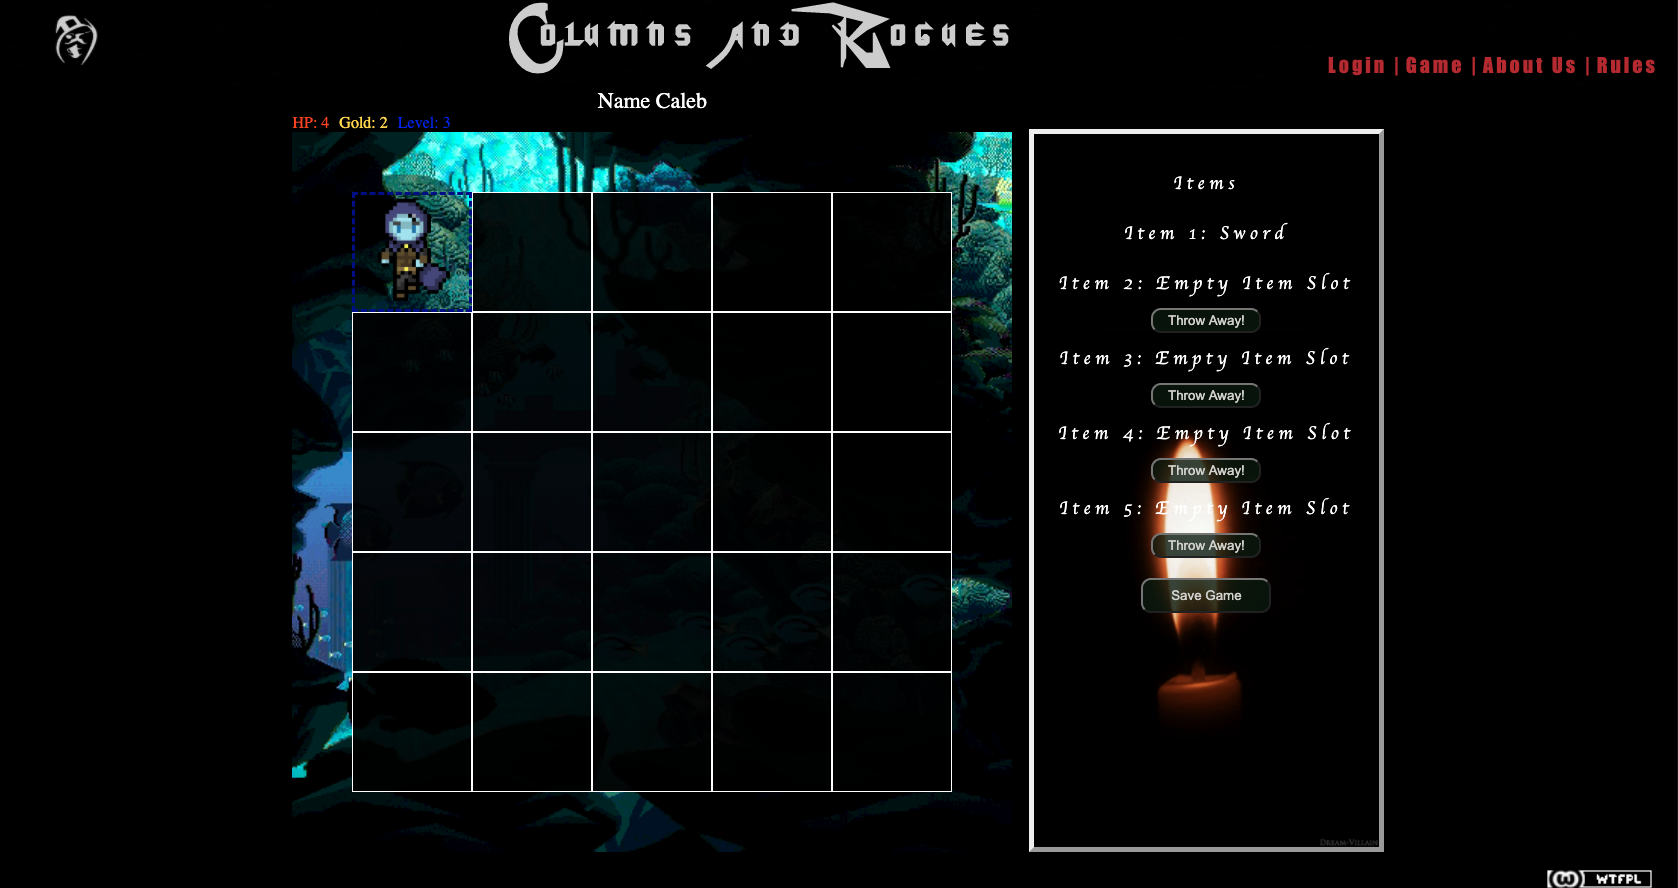 Columns and Rogues
Login | Game | About Us | Rules
Name Caleb
HP: 4 Gold: 2 Level: 3
Items
Item 1: Sword
Item 2: Empty Item Slot
Throw Away!
Item 3: Empty Item Slot
Throw Away!
Item 4: Empty Item Slot
Throw Away!
Item 5: Empty Item Slot
Throw Away!
Save Game
Dream-Villain
WTFPL